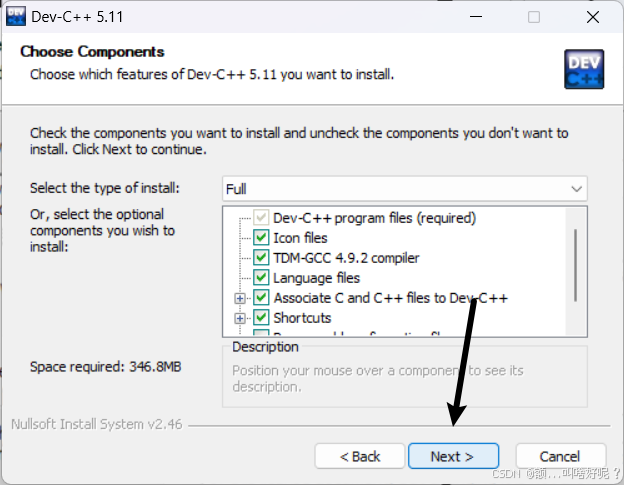 Dev-C++ 5.11
Choose Components
Choose which features of Dev-C++ 5.11 you want to install.
DEV
C++
Check the components you want to install and uncheck the components you don't want to
install. Click Next to continue.
Select the type of install:
Full
Or, select the optional
components you wish to
install:
Dev-C++ program files (required)
Icon files
TDM-GCC 4.9.2 compiler
Language files
Associate C and C++ files to Dev-C++
Shortcuts
Space required: 346.8MB
Description
Position your mouse over a component to see its
description.
Nullsoft Install System v2.46
< Back
Next >
Cancel
CSDN @额...叫啥好呢？